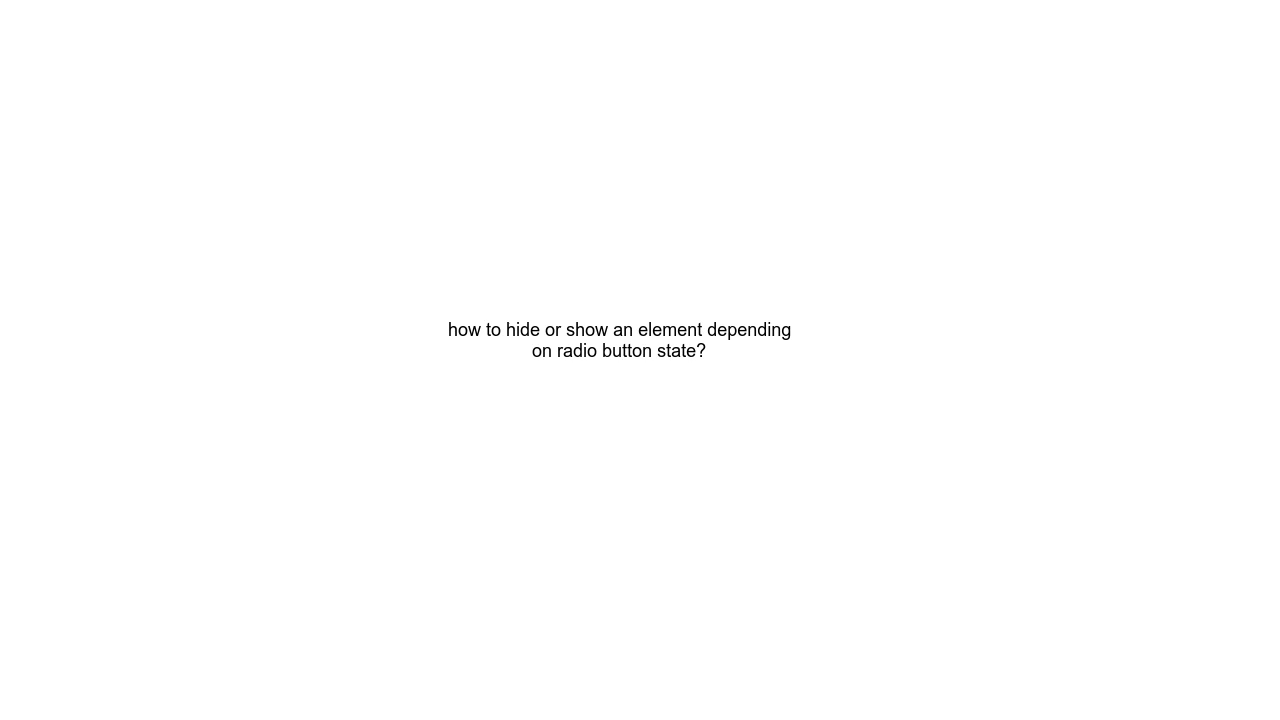 how to hide or show an element depending
on radio button state?